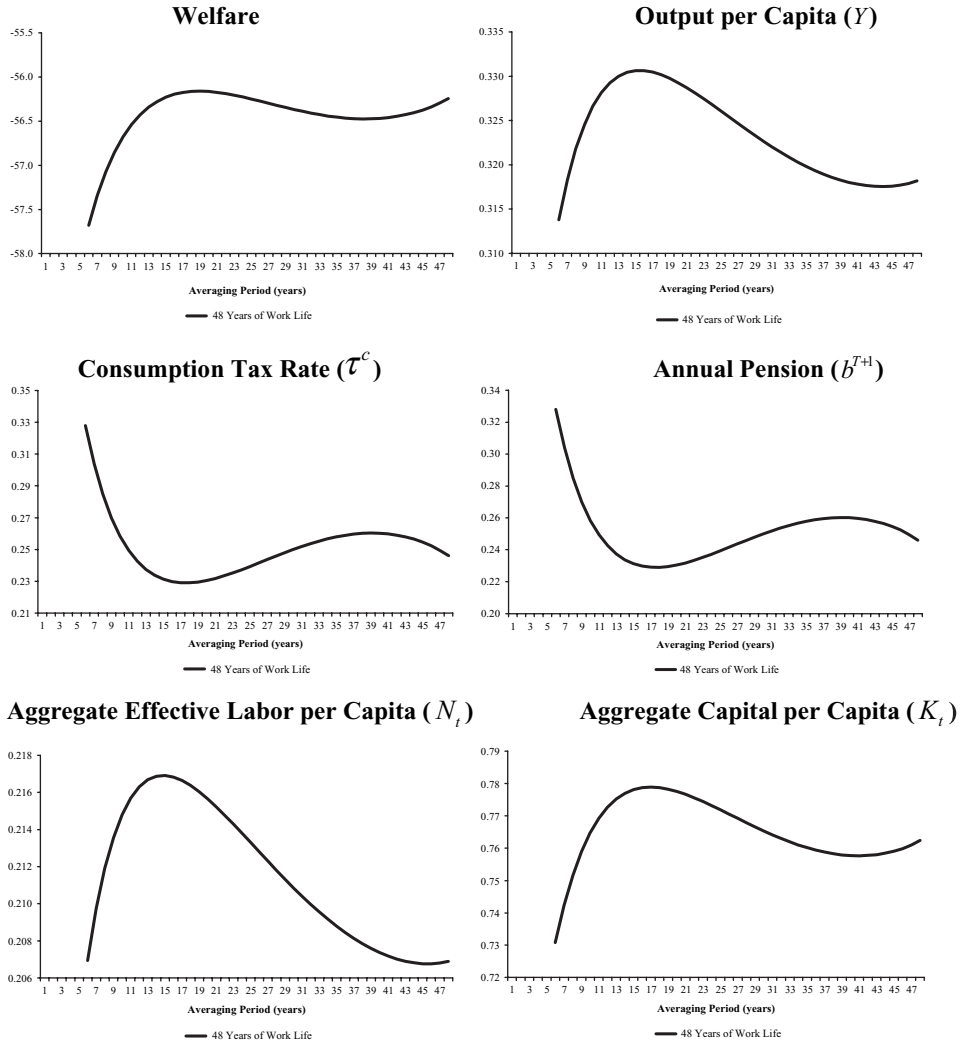 Welfare
-55.5
-56.0
-56.5
-57.0
-57.5
-58.0
1 3 5 7 9 11 13 15 17 19 21 23 25 27 29 31 33 35 37 39 41 43 45 47
Averaging Period (years)
48 Years of Work Life
Output per Capita (Y)
0.335
0.330
0.325
0.320
0.315
0.310
1 3 5 7 9 11 13 15 17 19 21 23 25 27 29 31 33 35 37 39 41 43 45 47
Averaging Period (years)
48 Years of Work Life
Consumption Tax Rate (τ^c)
0.35
0.33
0.31
0.29
0.27
0.25
0.23
0.21
1 3 5 7 9 11 13 15 17 19 21 23 25 27 29 31 33 35 37 39 41 43 45 47
Averaging Period (years)
48 Years of Work Life
Annual Pension (b^{T+1})
0.34
0.32
0.30
0.28
0.26
0.24
0.22
0.20
1 3 5 7 9 11 13 15 17 19 21 23 25 27 29 31 33 35 37 39 41 43 45 47
Averaging Period (years)
48 Years of Work Life
Aggregate Effective Labor per Capita (N_t)
0.218
0.216
0.214
0.212
0.210
0.208
0.206
1 3 5 7 9 11 13 15 17 19 21 23 25 27 29 31 33 35 37 39 41 43 45 47
Averaging Period (years)
48 Years of Work Life
Aggregate Capital per Capita (K_t)
0.79
0.78
0.77
0.76
0.75
0.74
0.73
0.72
1 3 5 7 9 11 13 15 17 19 21 23 25 27 29 31 33 35 37 39 41 43 45 47
Averaging Period (years)
48 Years of Work Life